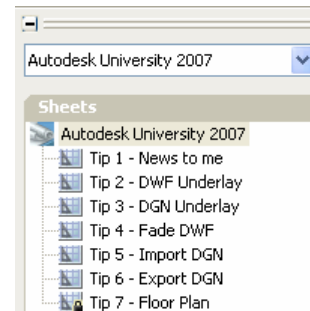 Autodesk University 2007
Sheets
Autodesk University 2007
Tip 1 - News to me
Tip 2 - DWF Underlay
Tip 3 - DGN Underlay
Tip 4 - Fade DWF
Tip 5 - Import DGN
Tip 6 - Export DGN
Tip 7 - Floor Plan